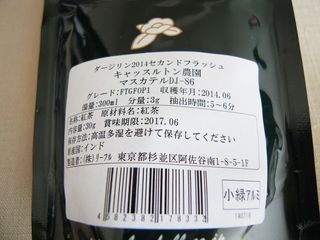 ダージリン2014セカンドフラッシュ
キャッスルトン農園
マスカテルDJ-86
グレード:FTGFOP1 収穫年月:2014.06
湯量:300ml 分量:3g 抽出時間:5~6分
品名:紅茶 原材料名:紅茶
内容量:30g 賞味期限:2017.06
保存方法:高温多湿を避けて保存してください
原産国:インド
製造者:(株)リーフル 東京都杉並区阿佐谷南1-8-5-1F
小緑アルミ